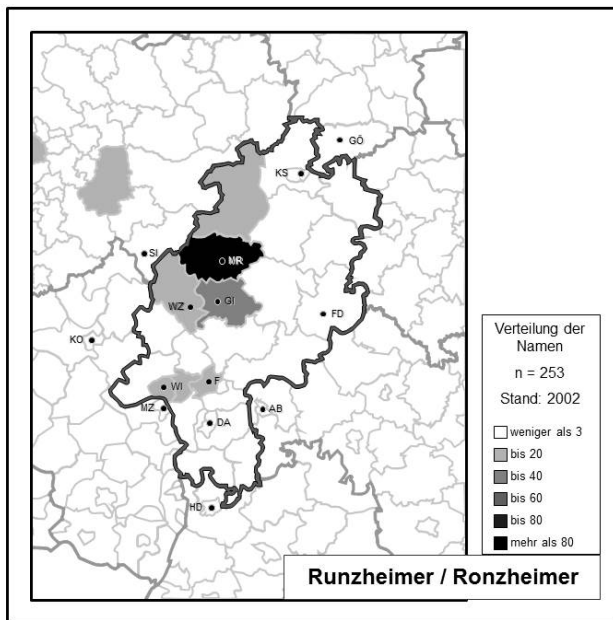 GÖ
KS
SI
MR
WZ
GI
FD
KO
WI
F
MZ
AB
DA
HD
Verteilung der
Namen
n = 253
Stand: 2002
weniger als 3
bis 20
bis 40
bis 60
bis 80
mehr als 80
Runzheimer / Ronzheimer